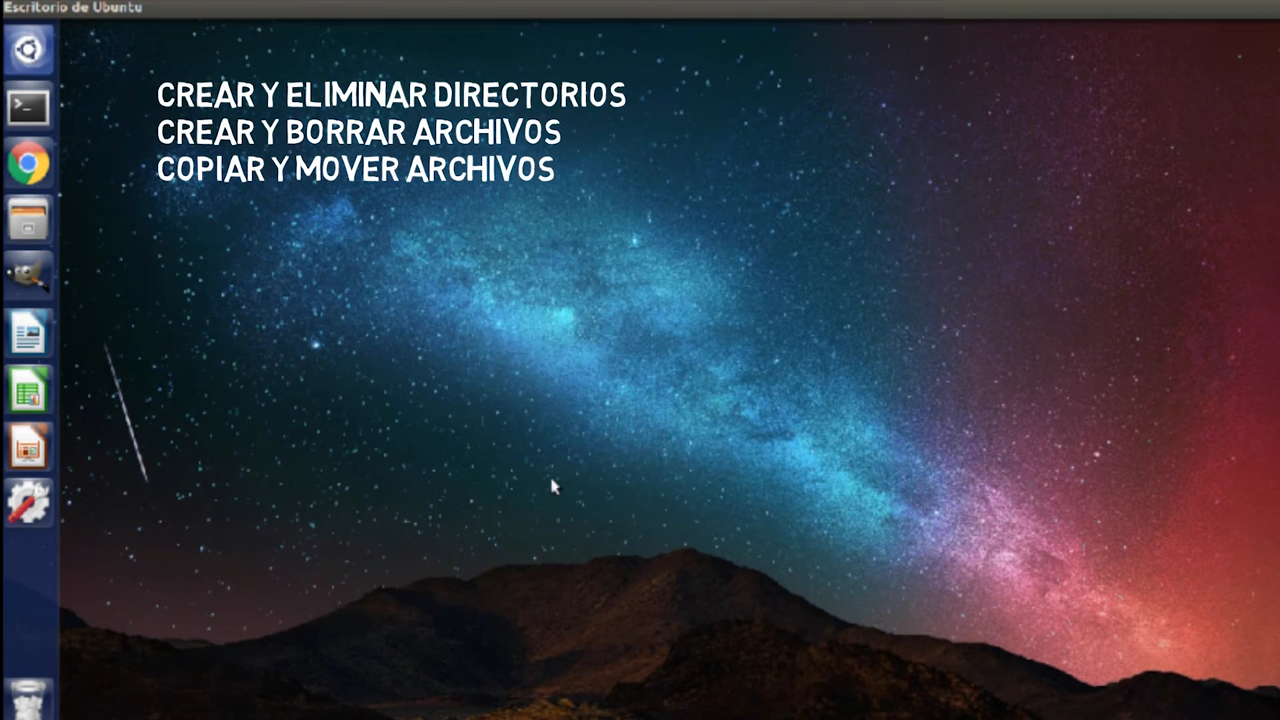 Escritorio de Ubuntu
CREAR Y ELIMINAR DIRECTORIOS
CREAR Y BORRAR ARCHIVOS
COPIAR Y MOVER ARCHIVOS